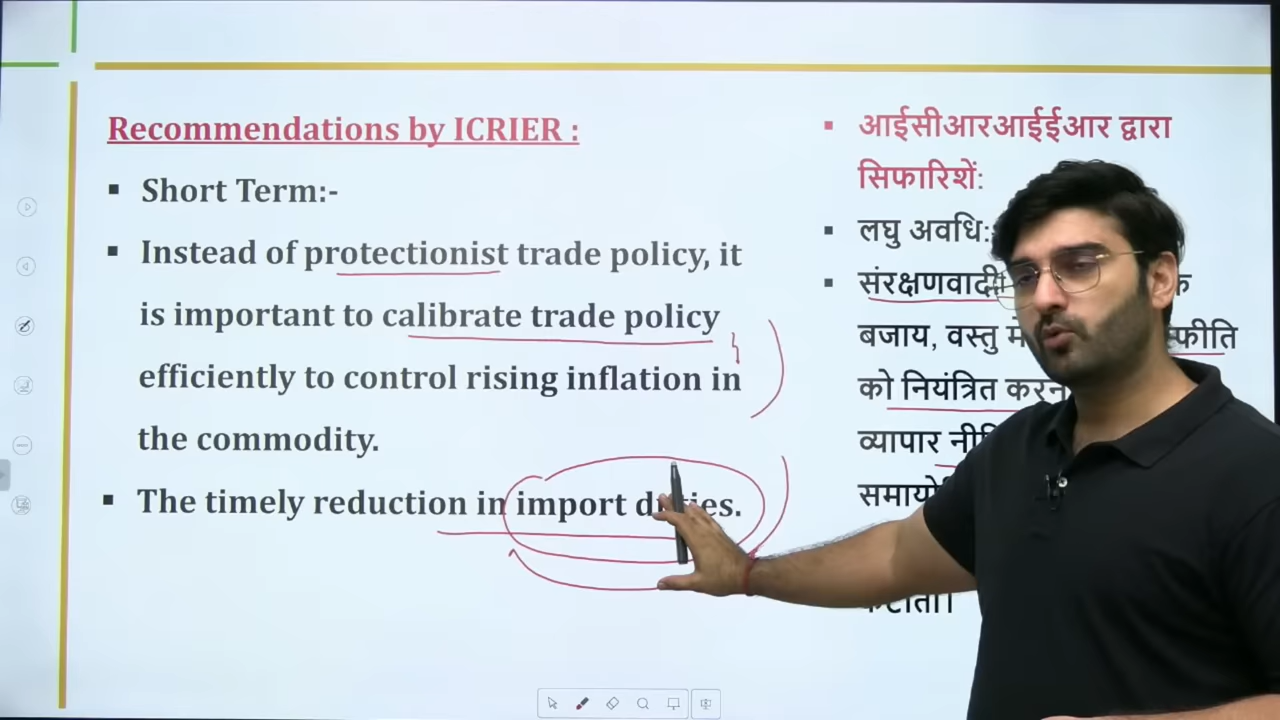 Recommendations by ICRIER :
▪ Short Term:-
▪ Instead of protectionist trade policy, it
is important to calibrate trade policy
efficiently to control rising inflation in
the commodity.
▪ The timely reduction in import duties.
▪ आईसीआरआईईआर द्वारा
सिफारिशें:
▪ लघु अवधि:
▪ संरक्षणवादी
बजाय, वस्तु
को नियंत्रित
व्यापार